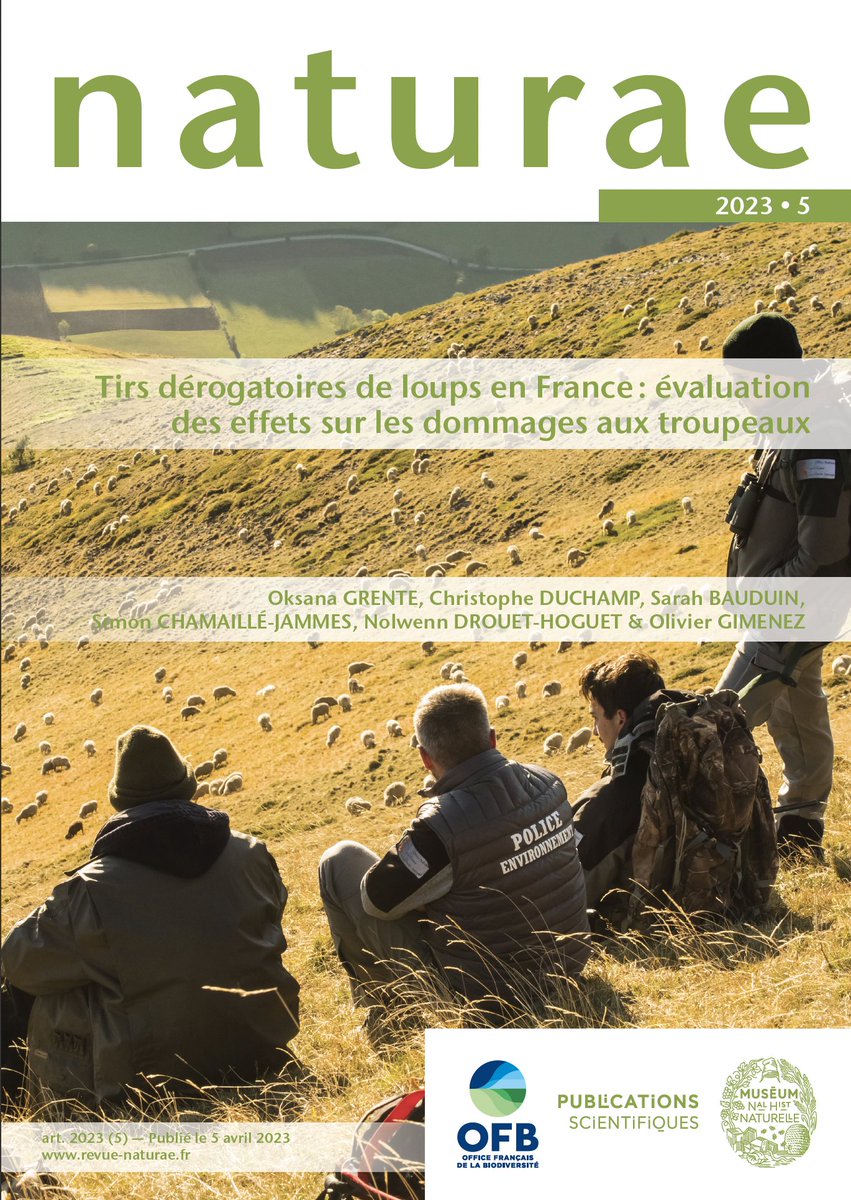 naturae
2023 • 5
Tirs dérogatoires de loups en France : évaluation
des effets sur les dommages aux troupeaux
Oksana GRENTE, Christophe DUCHAMP, Sarah BAUDUIN,
Simon CHAMAILLÉ-JAMMES, Nolwenn DROUET-HOGUET & Olivier GIMENEZ
POLICE
ENVIRONNEMENT
art. 2023 (5) — Publié le 5 avril 2023
www.revue-naturae.fr
OFB
OFFICE FRANÇAIS
DE LA BIODIVERSITÉ
PUBLiCATiONS
SCIENTIFIQUES
MUSÉUM
NAL HIST
NATURELLE